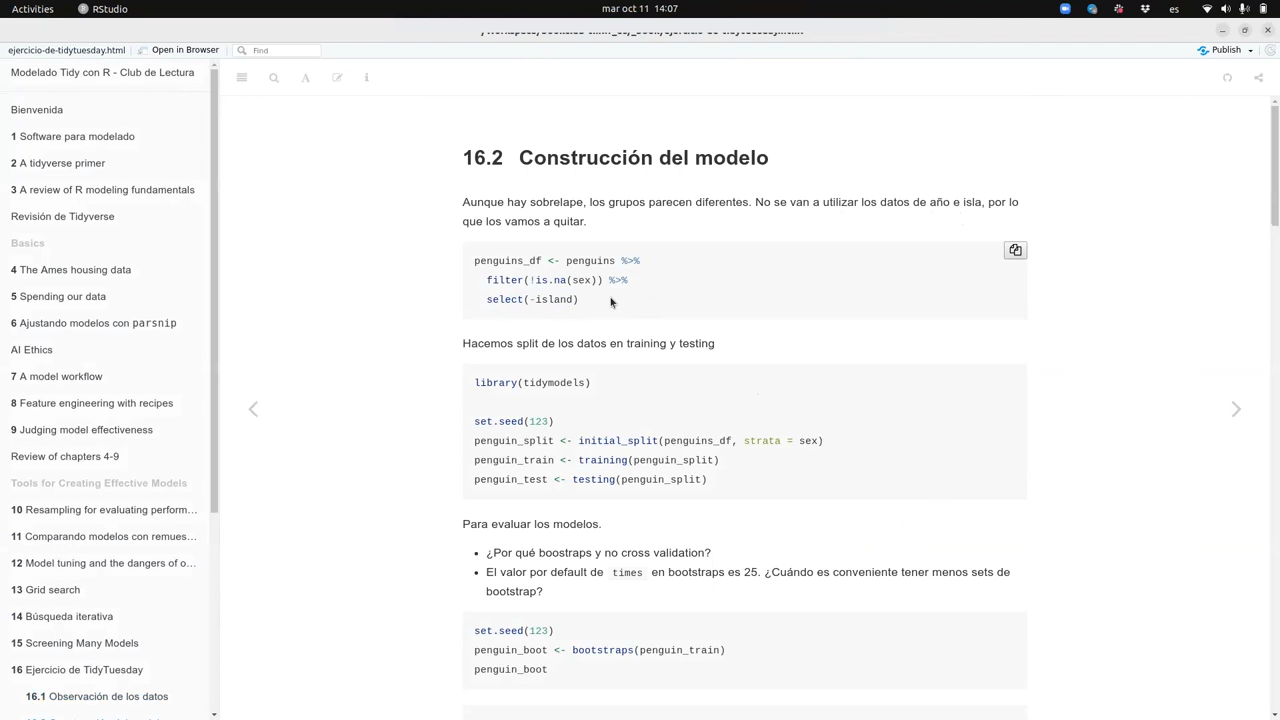 Activities
RStudio
mar oct 11 14:07
es
ejercicio-de-tidytuesday.html
Open in Browser
Find
Publish
Modelado Tidy con R - Club de Lectura
Bienvenida
1 Software para modelado
2 A tidyverse primer
3 A review of R modeling fundamentals
Revisión de Tidyverse
Basics
4 The Ames housing data
5 Spending our data
6 Ajustando modelos con parsnip
AI Ethics
7 A model workflow
8 Feature engineering with recipes
9 Judging model effectiveness
Review of chapters 4-9
Tools for Creating Effective Models
10 Resampling for evaluating perform…
11 Comparando modelos con remues…
12 Model tuning and the dangers of o…
13 Grid search
14 Búsqueda iterativa
15 Screening Many Models
16 Ejercicio de TidyTuesday
16.1 Observación de los datos
16.2 Construcción del modelo
Aunque hay sobrelape, los grupos parecen diferentes. No se van a utilizar los datos de año e isla, por lo
que los vamos a quitar.
penguins_df <- penguins %>%
filter(!is.na(sex)) %>%
select(-island)
Hacemos split de los datos en training y testing
library(tidymodels)
set.seed(123)
penguin_split <- initial_split(penguins_df, strata = sex)
penguin_train <- training(penguin_split)
penguin_test <- testing(penguin_split)
Para evaluar los modelos.
• ¿Por qué boostraps y no cross validation?
• El valor por default de times en bootstraps es 25. ¿Cuándo es conveniente tener menos sets de
bootstrap?
set.seed(123)
penguin_boot <- bootstraps(penguin_train)
penguin_boot